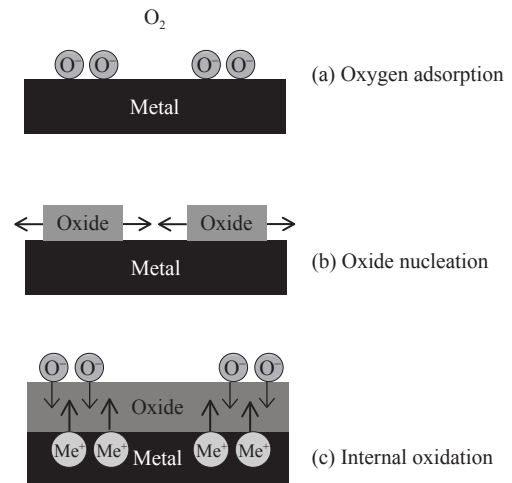 O₂
O⁻ O⁻ O⁻ O⁻
(a) Oxygen adsorption
Metal
Oxide Oxide
Metal
(b) Oxide nucleation
O⁻ O⁻ O⁻ O⁻
Oxide
Me⁺ Me⁺ Metal Me⁺ Me⁺
(c) Internal oxidation